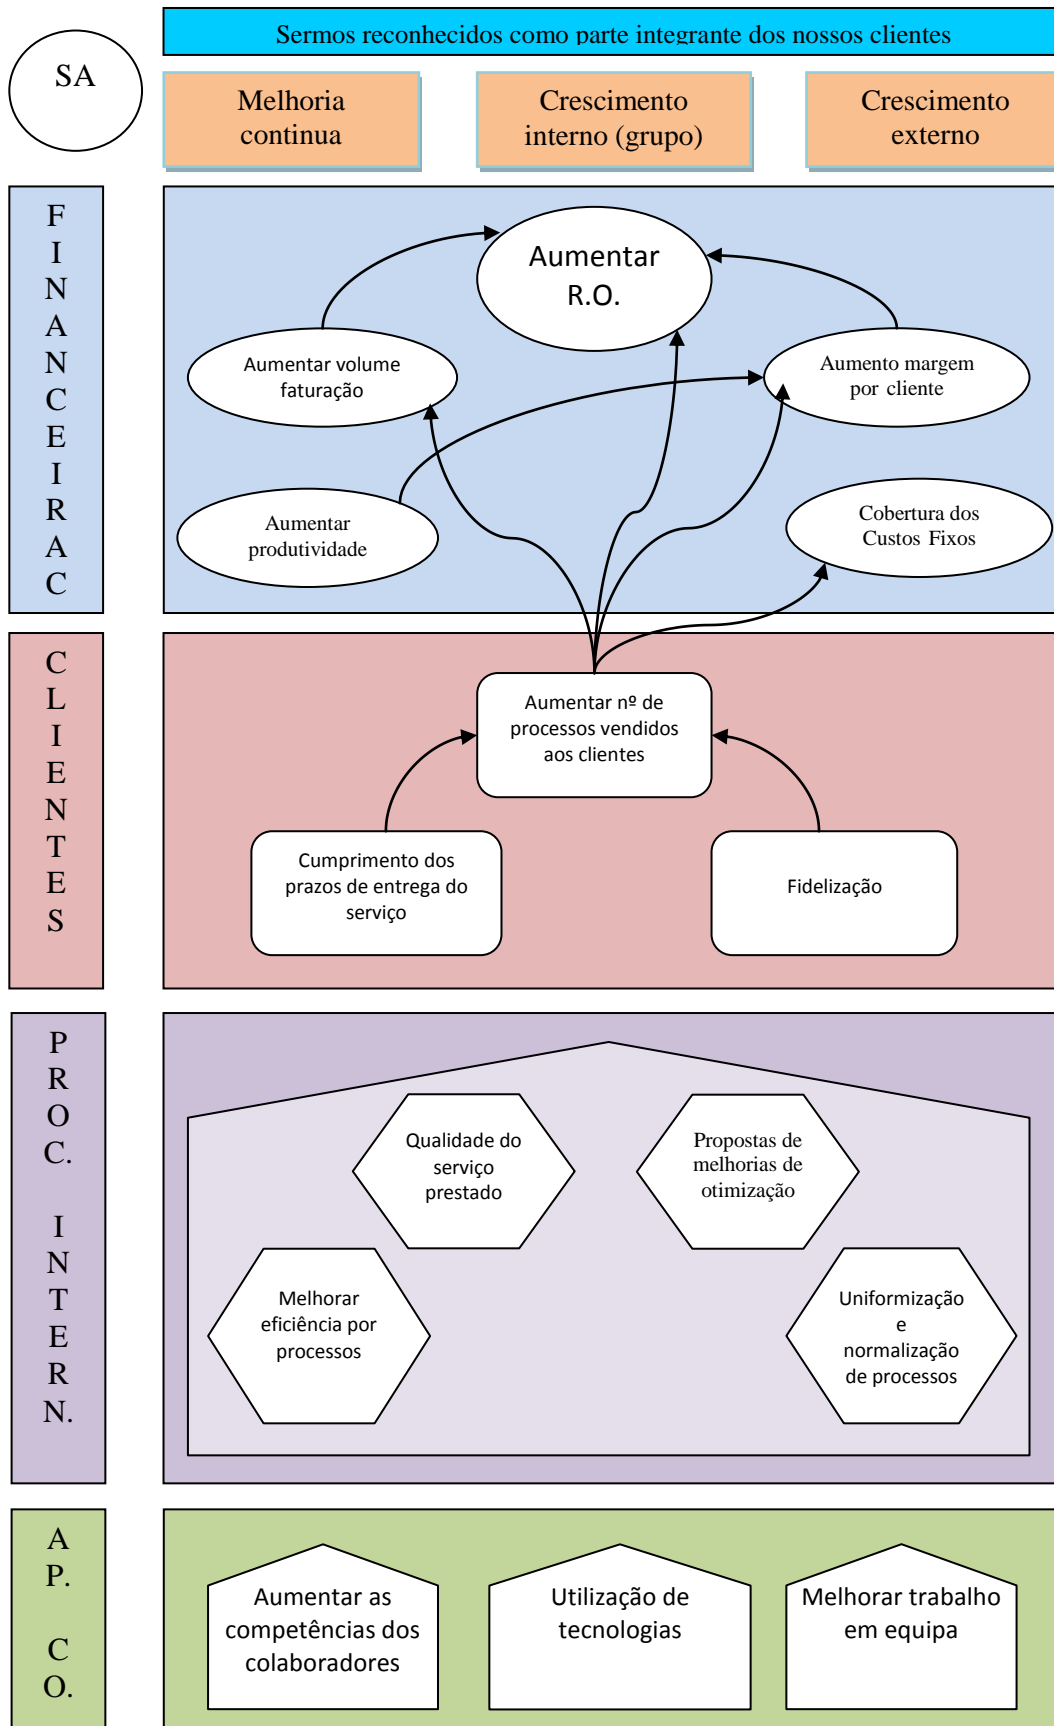 SA
Sermos reconhecidos como parte integrante dos nossos clientes
Melhoria
continua
Crescimento
interno (grupo)
Crescimento
externo
F
I
N
A
N
C
E
I
R
A
C
Aumentar
R.O.
Aumentar volume
faturação
Aumento margem
por cliente
Aumentar
produtividade
Cobertura dos
Custos Fixos
C
L
I
E
N
T
E
S
Aumentar nº de
processos vendidos
aos clientes
Cumprimento dos
prazos de entrega do
serviço
Fidelização
P
R
O
C.
I
N
T
E
R
N.
Qualidade do
serviço
prestado
Propostas de
melhorias de
otimização
Melhorar
eficiência por
processos
Uniformização
e
normalização
de processos
A
P.
C
O.
Aumentar as
competências dos
colaboradores
Utilização de
tecnologias
Melhorar trabalho
em equipa